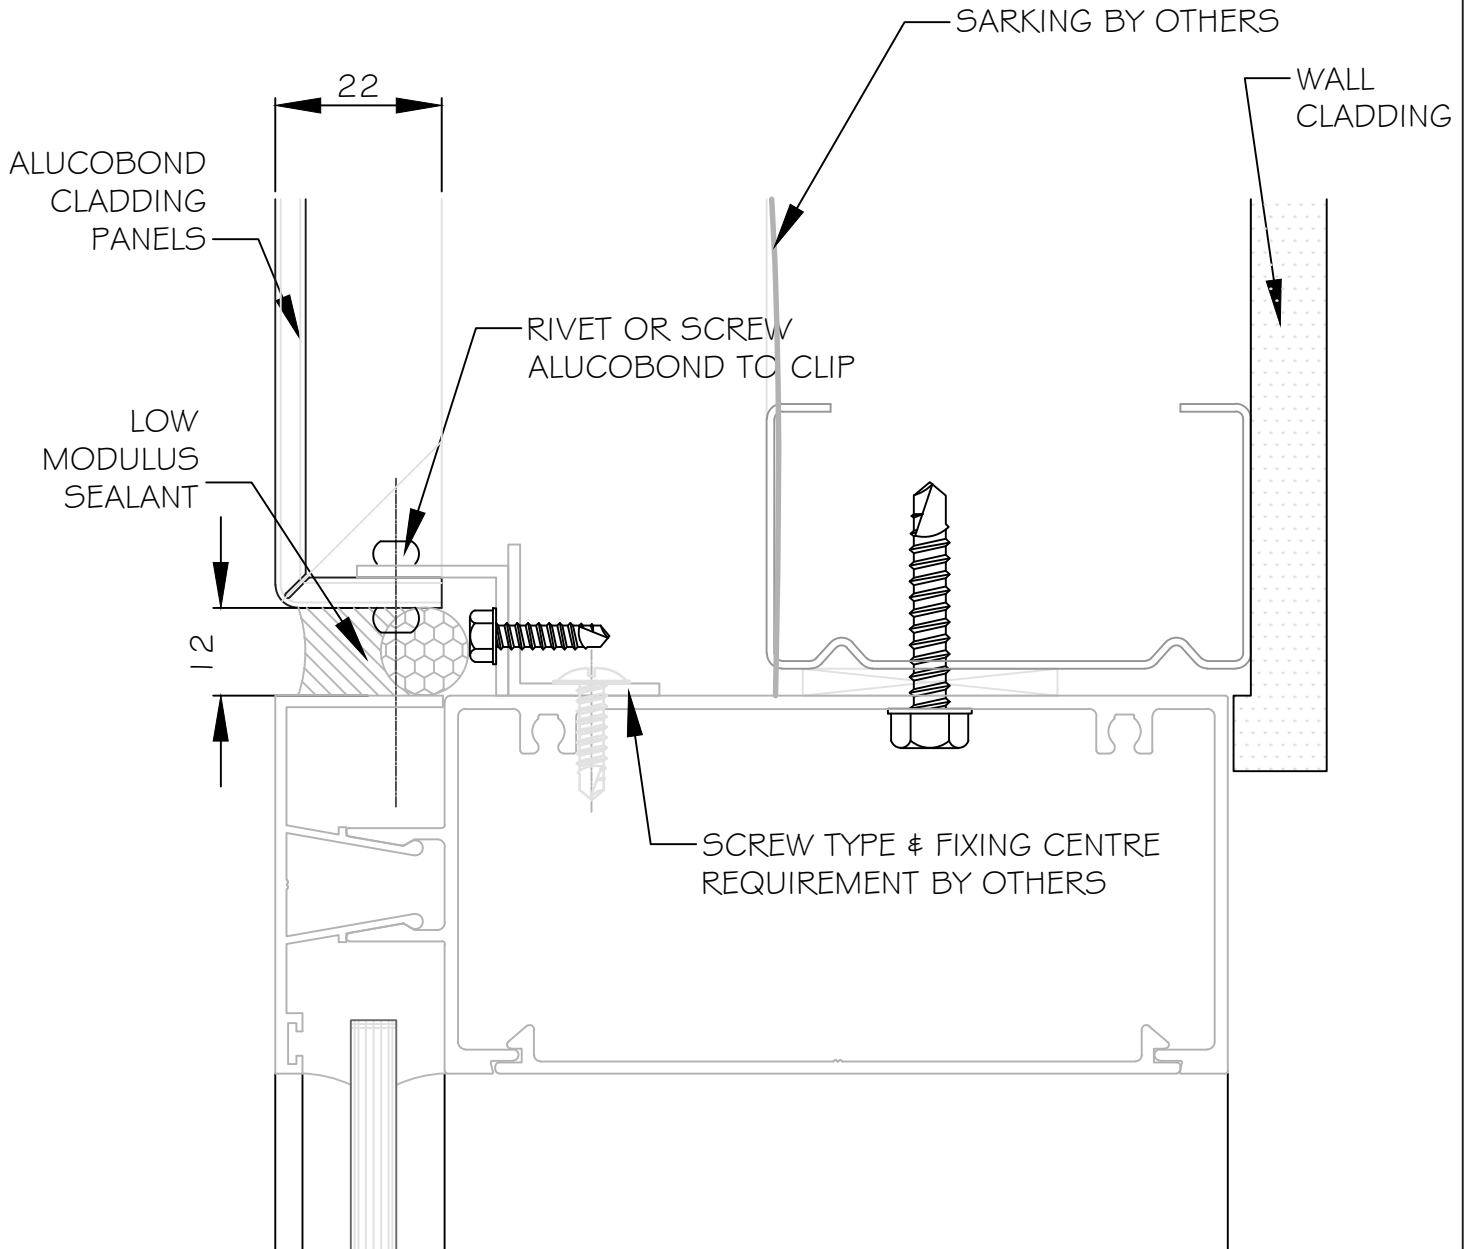 SARKING BY OTHERS
WALL
CLADDING
22
ALUCOBOND
CLADDING
PANELS
RIVET OR SCREW
ALUCOBOND TO CLIP
LOW
MODULUS
SEALANT
12
SCREW TYPE & FIXING CENTRE
REQUIREMENT BY OTHERS